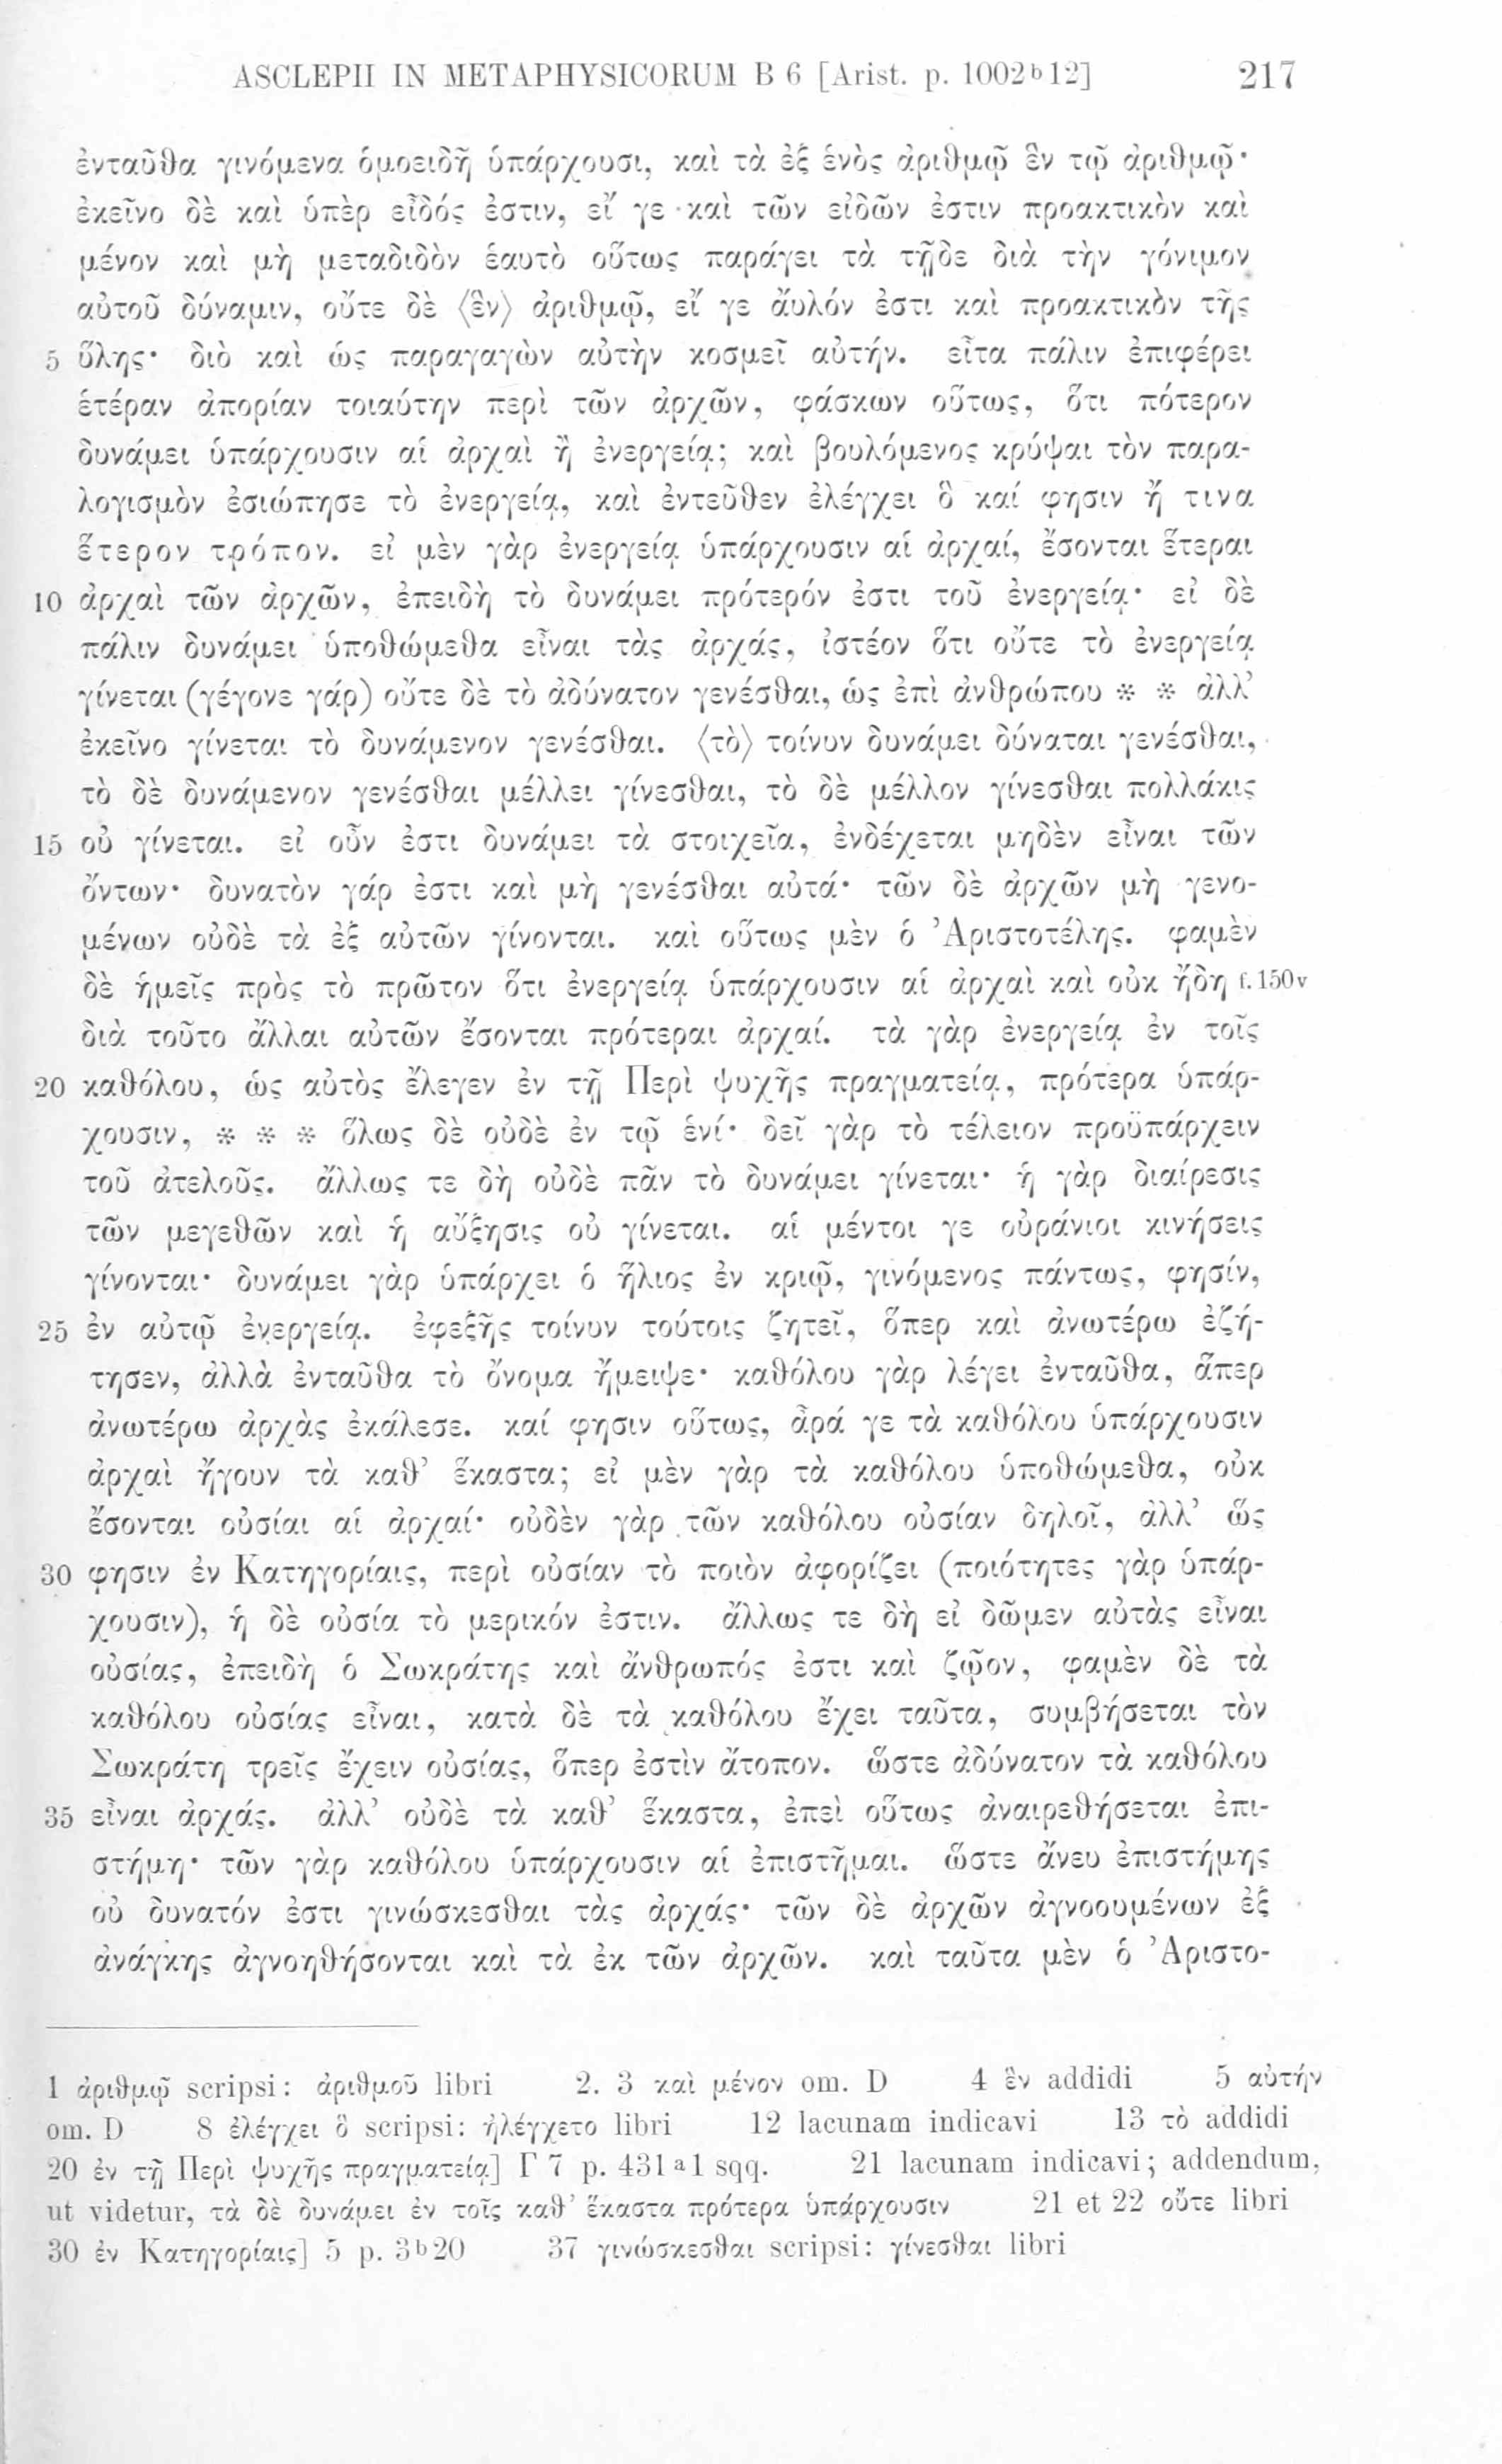 ASCLEPII IN METAPHYSICORUM B 6 [Arist. p. 1002ᵇ12] 217
ἐνταῦθα γινόμενα ὁμοειδῆ ὑπάρχουσι, καὶ τὰ ἐξ ἑνὸς ἀριθμῷ ἓν τῷ ἀριθμῷ·
ἐκεῖνο δὲ καὶ ὑπὲρ εἶδός ἐστιν, εἴ γε καὶ τῶν εἰδῶν ἐστιν προακτικὸν καὶ
μένον καὶ μὴ μεταδιδὸν ἑαυτὸ οὕτως παράγει τὰ τῇδε διὰ τὴν γόνιμον
αὐτοῦ δύναμιν, οὔτε δὲ ⟨ἓν⟩ ἀριθμῷ, εἴ γε ἄυλόν ἐστι καὶ προακτικὸν τῆς
5 ὕλης· διὸ καὶ ὡς παραγαγὼν αὐτὴν κοσμεῖ αὐτήν. εἶτα πάλιν ἐπιφέρει
ἑτέραν ἀπορίαν τοιαύτην περὶ τῶν ἀρχῶν, φάσκων οὕτως, ὅτι πότερον
δυνάμει ὑπάρχουσιν αἱ ἀρχαὶ ἢ ἐνεργείᾳ; καὶ βουλόμενος κρύψαι τὸν παρα-
λογισμὸν ἐσιώπησε τὸ ἐνεργείᾳ, καὶ ἐντεῦθεν ἐλέγχει ὃ καί φησιν ἤ τινα
ἕτερον τρόπον. εἰ μὲν γὰρ ἐνεργείᾳ ὑπάρχουσιν αἱ ἀρχαί, ἔσονται ἕτεραι
10 ἀρχαὶ τῶν ἀρχῶν, ἐπειδὴ τὸ δυνάμει πρότερόν ἐστι τοῦ ἐνεργείᾳ· εἰ δὲ
πάλιν δυνάμει ὑποθώμεθα εἶναι τὰς ἀρχάς, ἰστέον ὅτι οὔτε τὸ ἐνεργείᾳ
γίνεται (γέγονε γάρ) οὔτε δὲ τὸ ἀδύνατον γενέσθαι, ὡς ἐπὶ ἀνθρώπου * * ἀλλ’
ἐκεῖνο γίνεται τὸ δυνάμενον γενέσθαι. ⟨τὸ⟩ τοίνυν δυνάμει δύναται γενέσθαι,
τὸ δὲ δυνάμενον γενέσθαι μέλλει γίνεσθαι, τὸ δὲ μέλλον γίνεσθαι πολλάκις
15 οὐ γίνεται. εἰ οὖν ἐστι δυνάμει τὰ στοιχεῖα, ἐνδέχεται μηδὲν εἶναι τῶν
ὄντων· δυνατὸν γάρ ἐστι καὶ μὴ γενέσθαι αὐτά· τῶν δὲ ἀρχῶν μὴ γενο-
μένων οὐδὲ τὰ ἐξ αὐτῶν γίνονται. καὶ οὕτως μὲν ὁ Ἀριστοτέλης. φαμὲν
δὲ ἡμεῖς πρὸς τὸ πρῶτον ὅτι ἐνεργείᾳ ὑπάρχουσιν αἱ ἀρχαὶ καὶ οὐκ ἤδη f. 150v
διὰ τοῦτο ἄλλαι αὐτῶν ἔσονται πρότεραι ἀρχαί. τὰ γὰρ ἐνεργείᾳ ἐν τοῖς
20 καθόλου, ὡς αὐτὸς ἔλεγεν ἐν τῇ Περὶ ψυχῆς πραγματείᾳ, πρότερα ὑπάρ-
χουσιν, * * * ὅλως δὲ οὐδὲ ἐν τῷ ἑνί· δεῖ γὰρ τὸ τέλειον προϋπάρχειν
τοῦ ἀτελοῦς. ἄλλως τε δὴ οὐδὲ πᾶν τὸ δυνάμει γίνεται· ἡ γὰρ διαίρεσις
τῶν μεγεθῶν καὶ ἡ αὔξησις οὐ γίνεται. αἱ μέντοι γε οὐράνιοι κινήσεις
γίνονται· δυνάμει γὰρ ὑπάρχει ὁ ἥλιος ἐν κριῷ, γινόμενος πάντως, φησίν,
25 ἐν αὐτῷ ἐνεργείᾳ. ἐφεξῆς τοίνυν τούτοις ζητεῖ, ὅπερ καὶ ἀνωτέρω ἐζή-
τησεν, ἀλλὰ ἐνταῦθα τὸ ὄνομα ἤμειψε· καθόλου γὰρ λέγει ἐνταῦθα, ἅπερ
ἀνωτέρω ἀρχὰς ἐκάλεσε. καί φησιν οὕτως, ἆρά γε τὰ καθόλου ὑπάρχουσιν
ἀρχαὶ ἤγουν τὰ καθ’ ἕκαστα; εἰ μὲν γὰρ τὰ καθόλου ὑποθώμεθα, οὐκ
ἔσονται οὐσίαι αἱ ἀρχαί· οὐδὲν γὰρ τῶν καθόλου οὐσίαν δηλοῖ, ἀλλ’ ὥς
30 φησιν ἐν Κατηγορίαις, περὶ οὐσίαν τὸ ποιὸν ἀφορίζει (ποιότητες γὰρ ὑπάρ-
χουσιν), ἡ δὲ οὐσία τὸ μερικόν ἐστιν. ἄλλως τε δὴ εἰ δῶμεν αὐτὰς εἶναι
οὐσίας, ἐπειδὴ ὁ Σωκράτης καὶ ἄνθρωπός ἐστι καὶ ζῷον, φαμὲν δὲ τὰ
καθόλου οὐσίας εἶναι, κατὰ δὲ τὰ καθόλου ἔχει ταῦτα, συμβήσεται τὸν
Σωκράτη τρεῖς ἔχειν οὐσίας, ὅπερ ἐστὶν ἄτοπον. ὥστε ἀδύνατον τὰ καθόλου
35 εἶναι ἀρχάς. ἀλλ’ οὐδὲ τὰ καθ’ ἕκαστα, ἐπεὶ οὕτως ἀναιρεθήσεται ἐπι-
στήμη· τῶν γὰρ καθόλου ὑπάρχουσιν αἱ ἐπιστῆμαι. ὥστε ἄνευ ἐπιστήμης
οὐ δυνατόν ἐστι γινώσκεσθαι τὰς ἀρχάς· τῶν δὲ ἀρχῶν ἀγνοουμένων ἐξ
ἀνάγκης ἀγνοηθήσονται καὶ τὰ ἐκ τῶν ἀρχῶν. καὶ ταῦτα μὲν ὁ Ἀριστο-
1 ἀριθμῷ scripsi: ἀριθμοῦ libri 2. 3 καὶ μένον om. D 4 ἓν addidi 5 αὐτήν
om. D 8 ἐλέγχει ὃ scripsi: ἠλέγχετο libri 12 lacunam indicavi 13 τὸ addidi
20 ἐν τῇ Περὶ ψυχῆς πραγματείᾳ] Γ 7 p. 431ᵃ1 sqq. 21 lacunam indicavi; addendum,
ut videtur, τὰ δὲ δυνάμει ἐν τοῖς καθ’ ἕκαστα πρότερα ὑπάρχουσιν 21 et 22 οὔτε libri
30 ἐν Κατηγορίαις] 5 p. 3ᵇ20 37 γινώσκεσθαι scripsi: γίνεσθαι libri